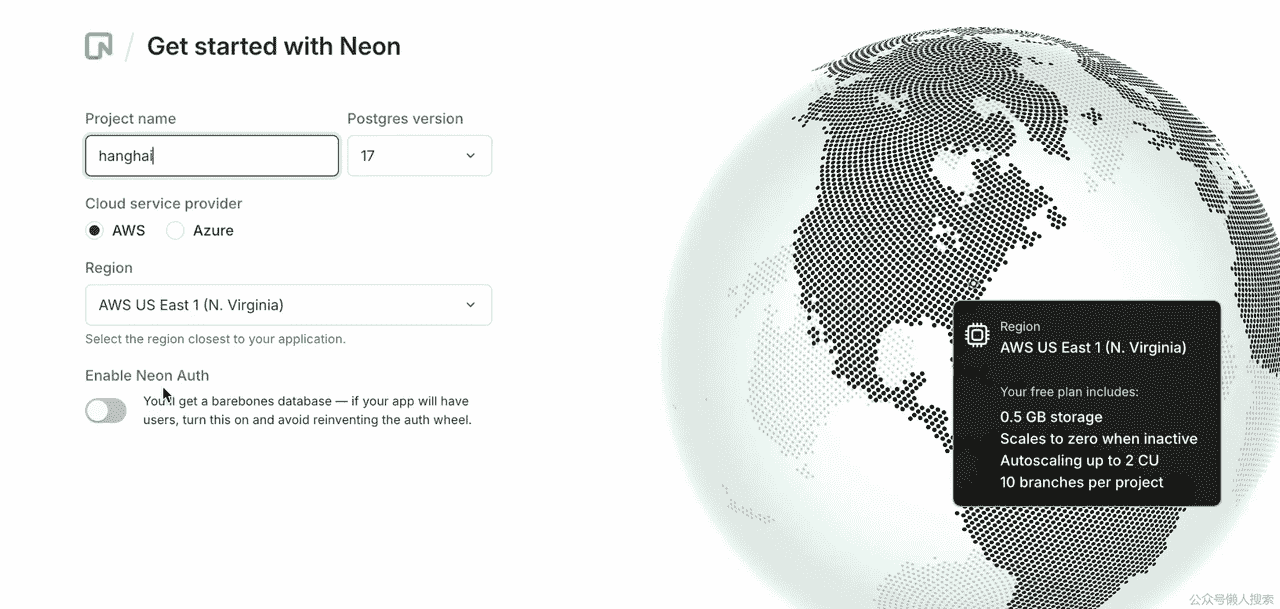 Get started with Neon
Project name
Postgres version
hanghai
17
Cloud service provider
AWS
Azure
Region
AWS US East 1 (N. Virginia)
Select the region closest to your application.
Enable Neon Auth
You'll get a barebones database — if your app will have
users, turn this on and avoid reinventing the auth wheel.
Region
AWS US East 1 (N. Virginia)
Your free plan includes:
0.5 GB storage
Scales to zero when inactive
Autoscaling up to 2 CU
10 branches per project
公众号懒人搜索